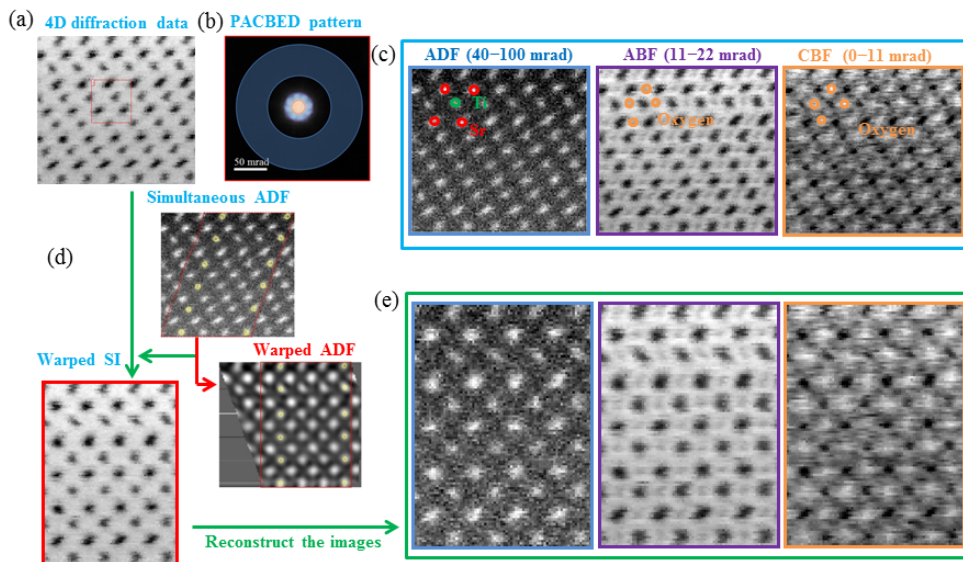 (a)
4D diffraction data
(b)
PACBED pattern
50 mrad
(c)
ADF (40−100 mrad)
ABF (11−22 mrad)
CBF (0−11 mrad)
Ti
Sr
Oxygen
Oxygen
Simultaneous ADF
(d)
Warped SI
Warped ADF
(e)
Reconstruct the images